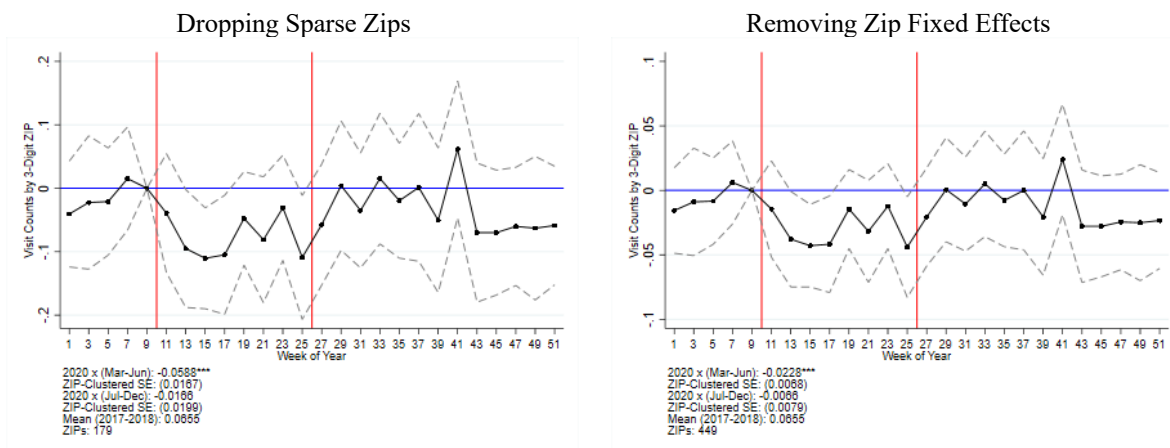 Dropping Sparse Zips
Visit Counts by 3-Digit ZIP
.2
.1
0
-.1
-.2
1 3 5 7 9 11 13 15 17 19 21 23 25 27 29 31 33 35 37 39 41 43 45 47 49 51
Week of Year
2020 x (Mar-Jun): -0.0588***
ZIP-Clustered SE: (0.0167)
2020 x (Jul-Dec): -0.0166
ZIP-Clustered SE: (0.0199)
Mean (2017-2018): 0.0655
ZIPs: 179
Removing Zip Fixed Effects
Visit Counts by 3-Digit ZIP
.1
.05
0
-.05
-.1
1 3 5 7 9 11 13 15 17 19 21 23 25 27 29 31 33 35 37 39 41 43 45 47 49 51
Week of Year
2020 x (Mar-Jun): -0.0228***
ZIP-Clustered SE: (0.0068)
2020 x (Jul-Dec): -0.0066
ZIP-Clustered SE: (0.0079)
Mean (2017-2018): 0.0655
ZIPs: 449